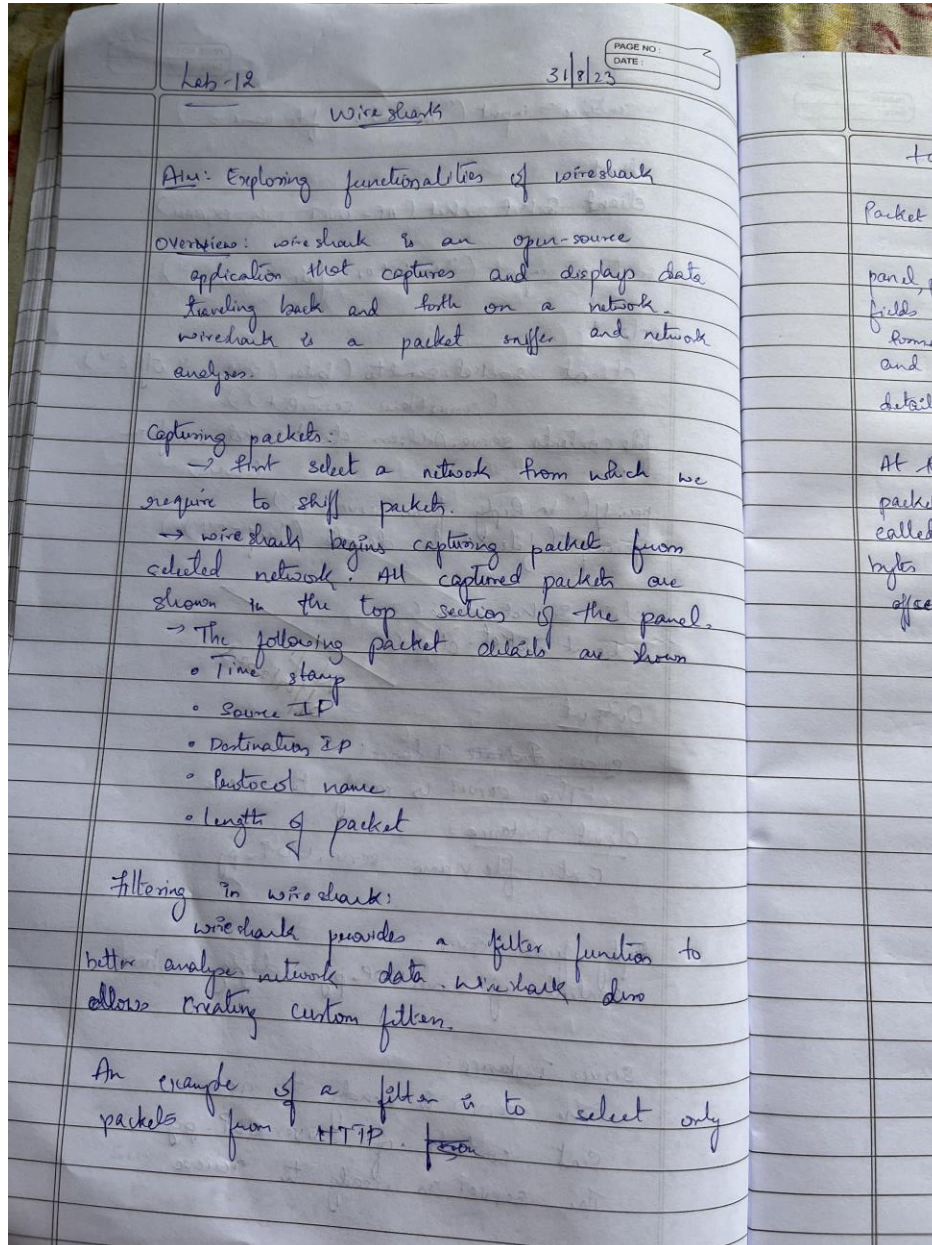 PAGE NO :
DATE :
Lab-12 31/8/23
Wireshark
Aim: Exploring functionalities of wireshark
Overview: wireshark is an open-source
application that captures and displays data
traveling back and forth on a network.
wireshark is a packet sniffer and network
analyses.
Capturing packets:
→ first select a network from which we
require to shiff packets.
→ wireshark begins capturing packet from
selected network. All captured packets are
shown in the top section of the panel.
→ The following packet details are shown
• Time stamp
• Source IP
• Destination IP
• Protocol name
• length of packet
filtering in wireshark:
wireshark provides a filter function to
better analyse network data. wireshark also
allows creating custom filters.
An example of a filter is to select only
packets from HTTP.
to
Packet
panel,
fields
and
detail
At
packe
called
bytes
offse